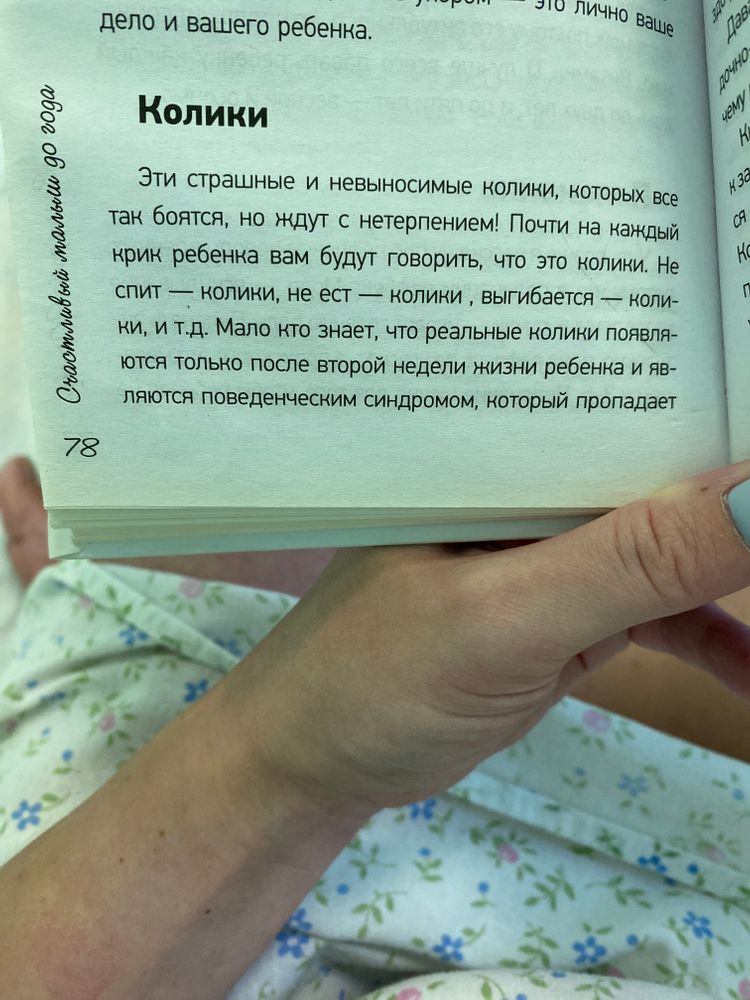 — это лично ваше
дело и вашего ребенка.
Колики
Эти страшные и невыносимые колики, которых все
так боятся, но ждут с нетерпением! Почти на каждый
крик ребенка вам будут говорить, что это колики. Не
спит — колики, не ест — колики , выгибается — коли-
ки, и т.д. Мало кто знает, что реальные колики появля-
ются только после второй недели жизни ребенка и яв-
ляются поведенческим синдромом, который пропадает
Счастливый малыш до года
78